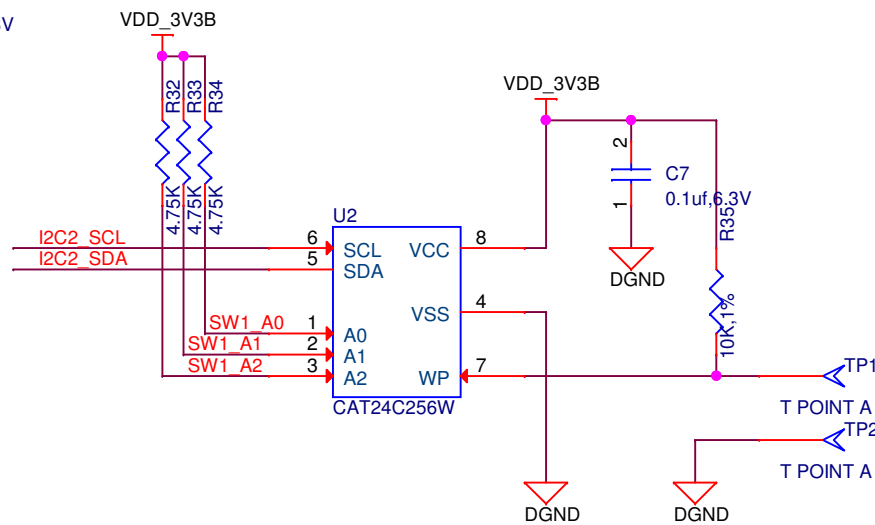 V
VDD_3V3B
R32
R33
R34
4.75K
4.75K
4.75K
VDD_3V3B
2
C7
0.1uf,6.3V
1
DGND
R35
10K,1%
U2
I2C2_SCL
6
SCL
VCC
8
I2C2_SDA
5
SDA
VSS
4
SW1_A0
1
A0
SW1_A1
2
A1
SW1_A2
3
A2
WP
7
CAT24C256W
TP1
T POINT A
TP2
T POINT A
DGND
DGND